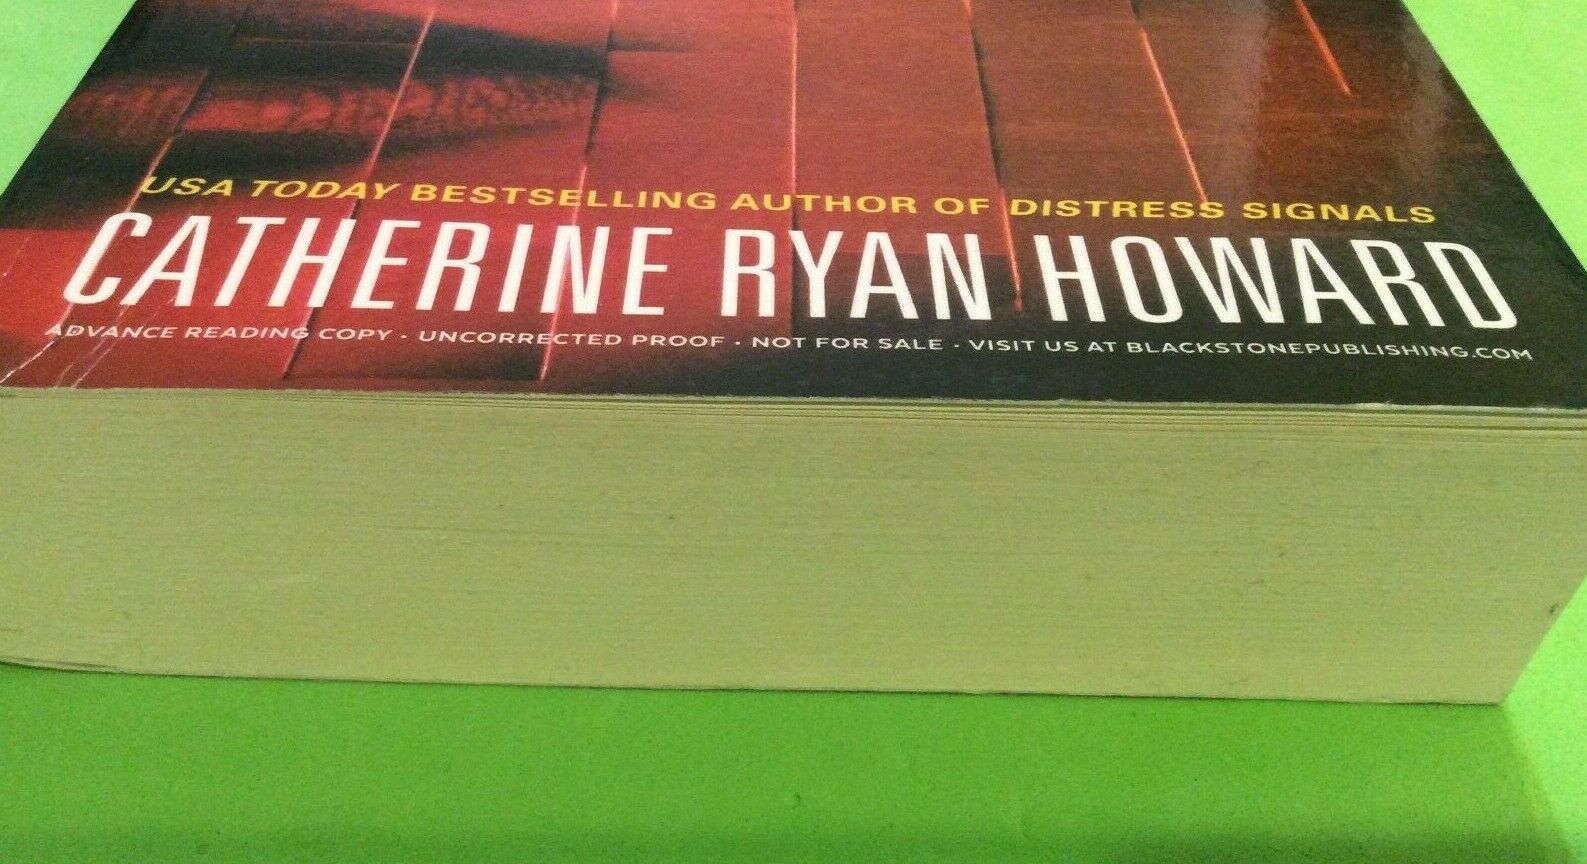 USA TODAY BESTSELLING AUTHOR OF DISTRESS SIGNALS
CATHERINE RYAN HOWARD
ADVANCE READING COPY · UNCORRECTED PROOF · NOT FOR SALE · VISIT US AT BLACKSTONEPUBLISHING.COM